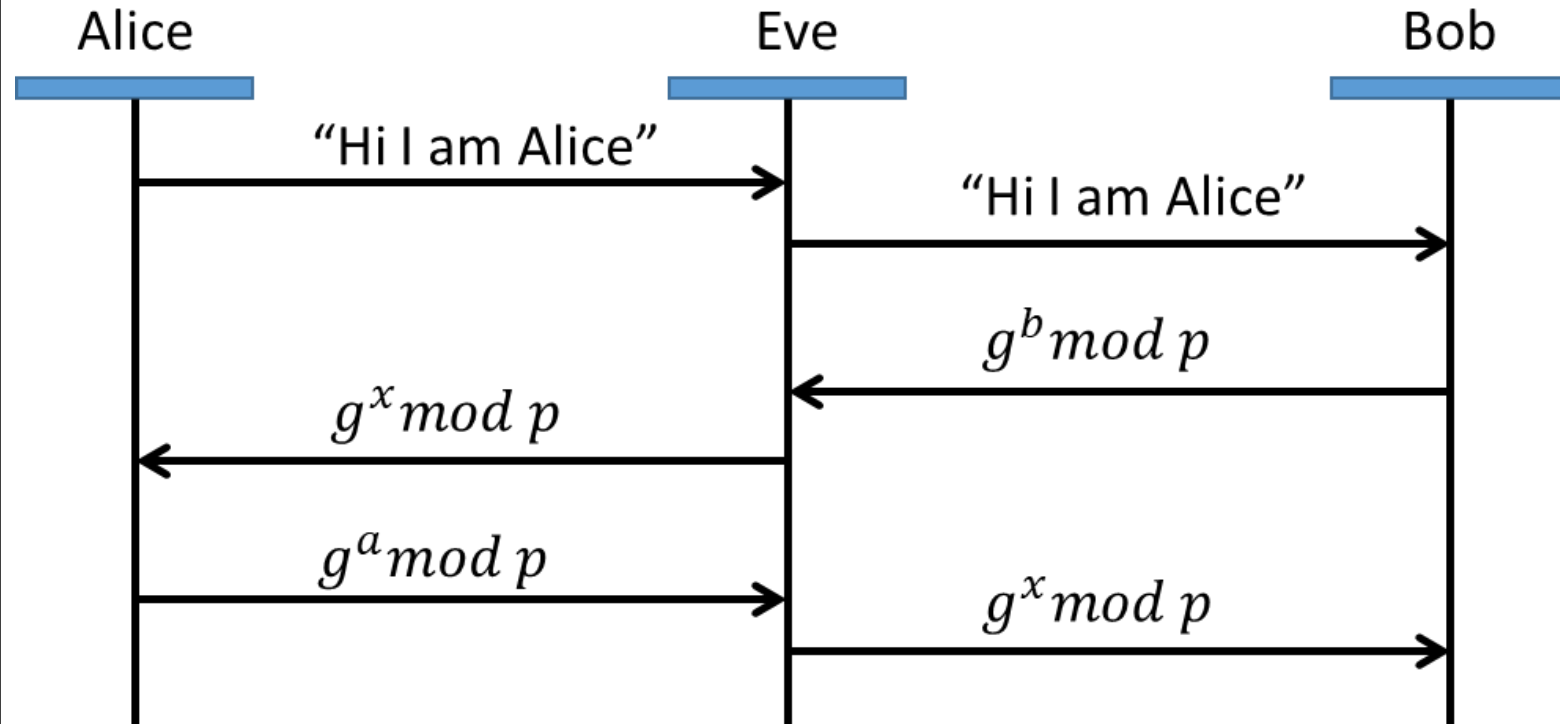 Alice
Eve
Bob
“Hi I am Alice”
“Hi I am Alice”
g^b mod p
g^x mod p
g^a mod p
g^x mod p